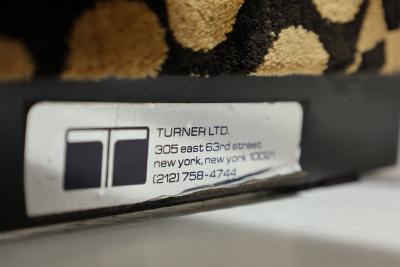 TURNER LTD.
305 east 63rd street
new york, new york 10021
(212) 758-4744